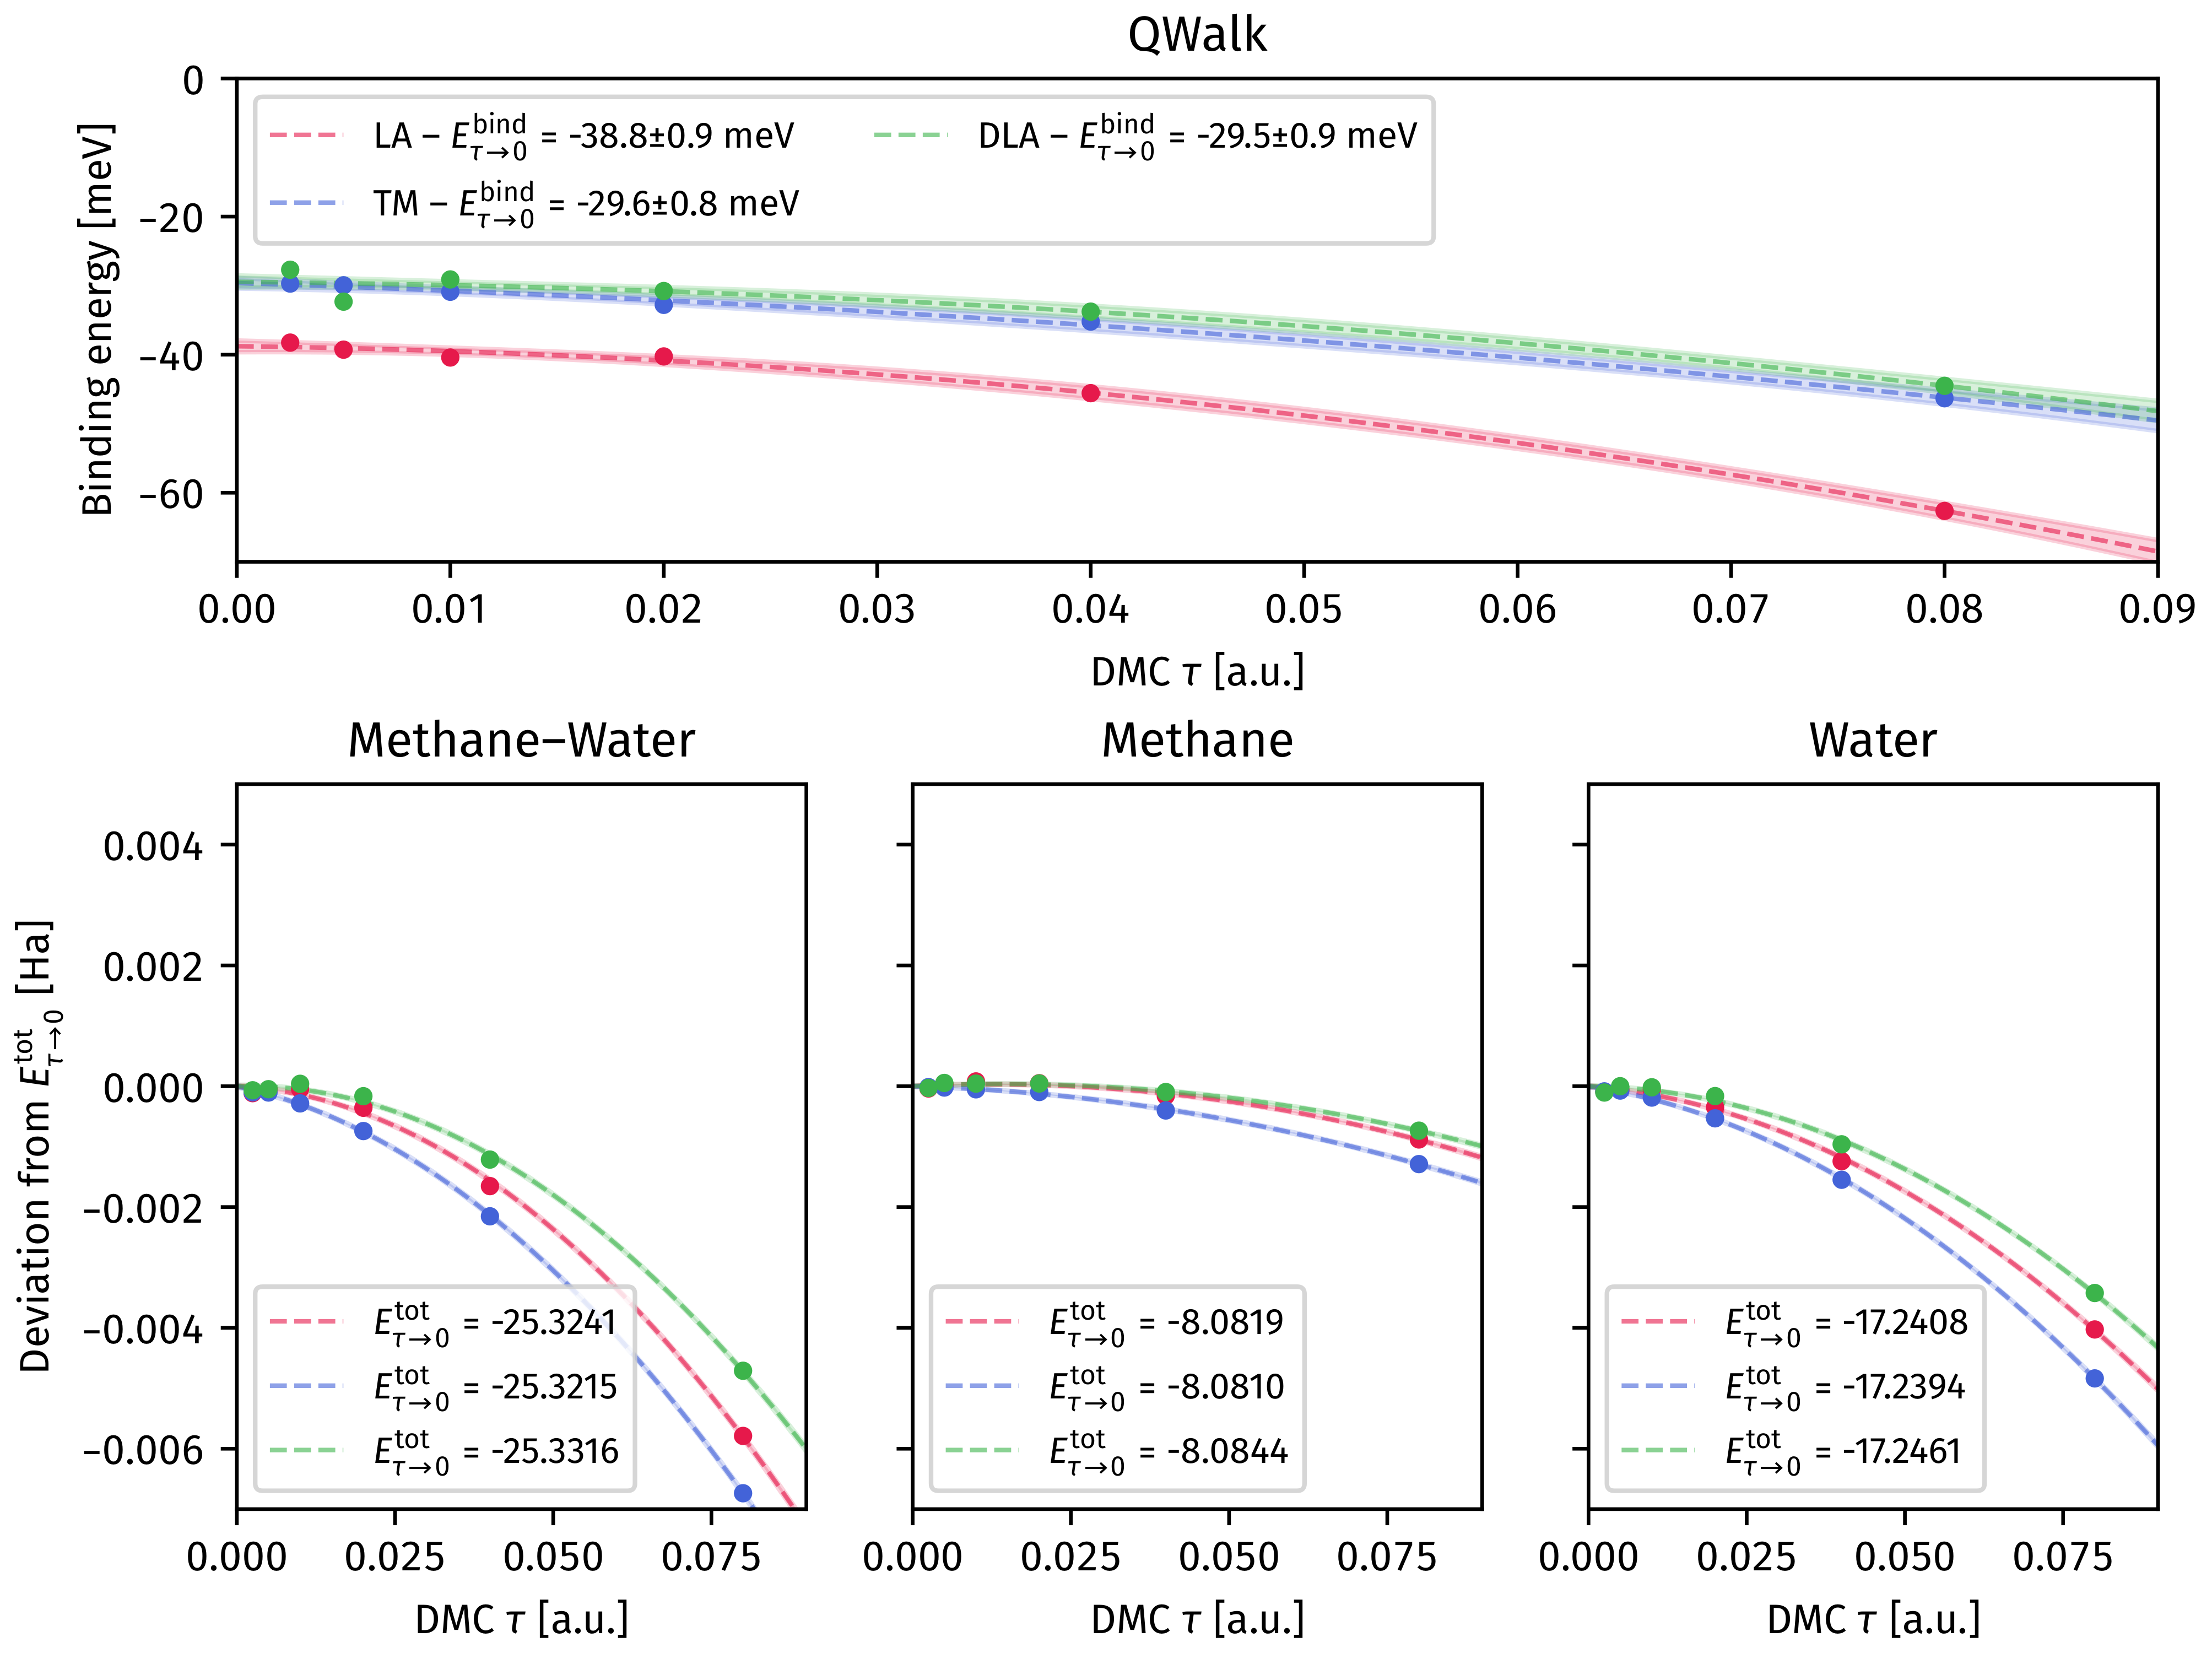 QWalk
Binding energy [meV]
0
−20
−40
−60
LA − E^bind_τ→0 = -38.8±0.9 meV
TM − E^bind_τ→0 = -29.6±0.8 meV
DLA − E^bind_τ→0 = -29.5±0.9 meV
0.00 0.01 0.02 0.03 0.04 0.05 0.06 0.07 0.08 0.09
DMC τ [a.u.]
Methane−Water Methane Water
Deviation from E^tot_τ→0 [Ha]
0.004
0.002
0.000
−0.002
−0.004
−0.006
E^tot_τ→0 = -25.3241
E^tot_τ→0 = -25.3215
E^tot_τ→0 = -25.3316
E^tot_τ→0 = -8.0819
E^tot_τ→0 = -8.0810
E^tot_τ→0 = -8.0844
E^tot_τ→0 = -17.2408
E^tot_τ→0 = -17.2394
E^tot_τ→0 = -17.2461
0.000 0.025 0.050 0.075 0.000 0.025 0.050 0.075 0.000 0.025 0.050 0.075
DMC τ [a.u.] DMC τ [a.u.] DMC τ [a.u.]